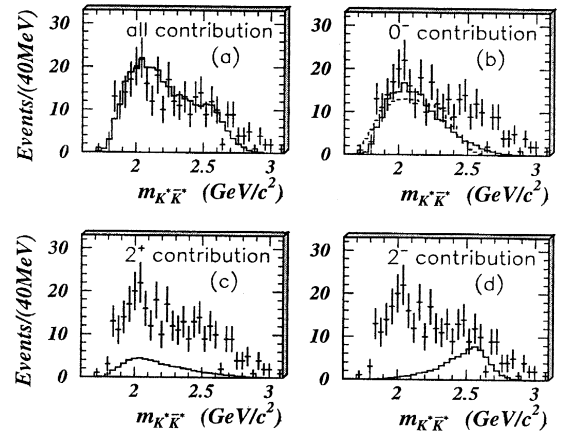 Events/(40MeV)
30
20
10
0
all contribution
(a)
2
2.5
3
m_{K*K̄*} (GeV/c²)
30
20
10
0
0⁻ contribution
(b)
2
2.5
3
m_{K*K̄*} (GeV/c²)
Events/(40MeV)
30
20
10
0
2⁺ contribution
(c)
2
2.5
3
m_{K*K̄*} (GeV/c²)
30
20
10
0
2⁻ contribution
(d)
2
2.5
3
m_{K*K̄*} (GeV/c²)